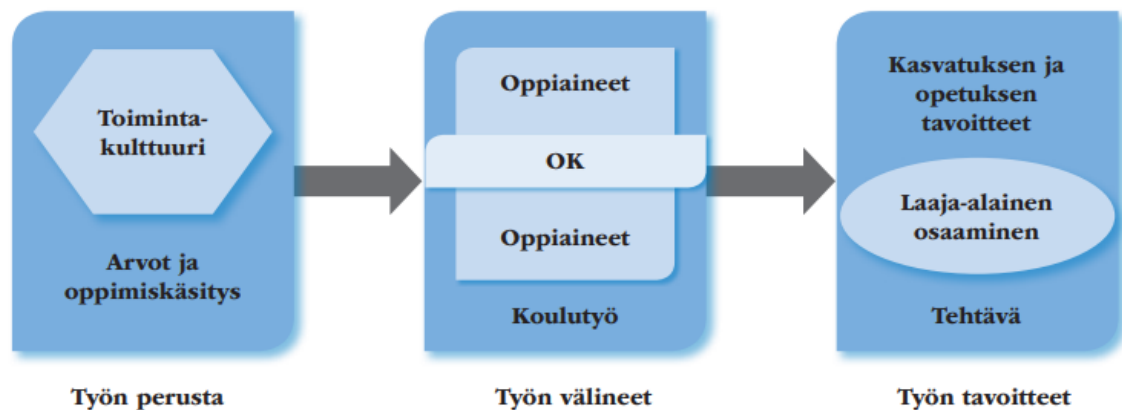 Toiminta-
kulttuuri
Arvot ja
oppimiskäsitys
Työn perusta
Oppiaineet
OK
Oppiaineet
Koulutyö
Työn välineet
Kasvatuksen ja
opetuksen
tavoitteet
Laaja-alainen
osaaminen
Tehtävä
Työn tavoitteet